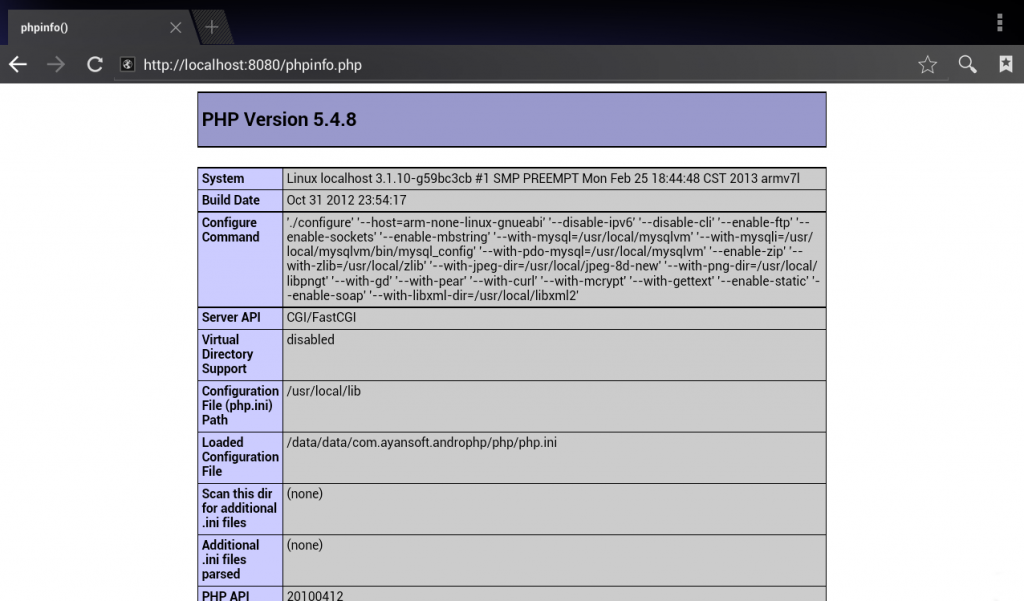 phpinfo()
http://localhost:8080/phpinfo.php
PHP Version 5.4.8
System
Linux localhost 3.1.10-g59bc3cb #1 SMP PREEMPT Mon Feb 25 18:44:48 CST 2013 armv7l
Build Date
Oct 31 2012 23:54:17
Configure
Command
'./configure' '--host=arm-none-linux-gnueabi' '--disable-ipv6' '--disable-cli' '--enable-ftp' '--
enable-sockets' '--enable-mbstring' '--with-mysql=/usr/local/mysqlvm' '--with-mysqli=/usr/
local/mysqlvm/bin/mysql_config' '--with-pdo-mysql=/usr/local/mysqlvm' '--enable-zip' '--
with-zlib=/usr/local/zlib' '--with-jpeg-dir=/usr/local/jpeg-8d-new' '--with-png-dir=/usr/local/
libpngt' '--with-gd' '--with-pear' '--with-curl' '--with-mcrypt' '--with-gettext' '--enable-static' '-
-enable-soap' '--with-libxml-dir=/usr/local/libxml2'
Server API
CGI/FastCGI
Virtual
Directory
Support
disabled
Configuration
File (php.ini)
Path
/usr/local/lib
Loaded
Configuration
File
/data/data/com.ayansoft.androphp/php/php.ini
Scan this dir
for additional
.ini files
(none)
Additional
.ini files
parsed
(none)
PHP API
20100412